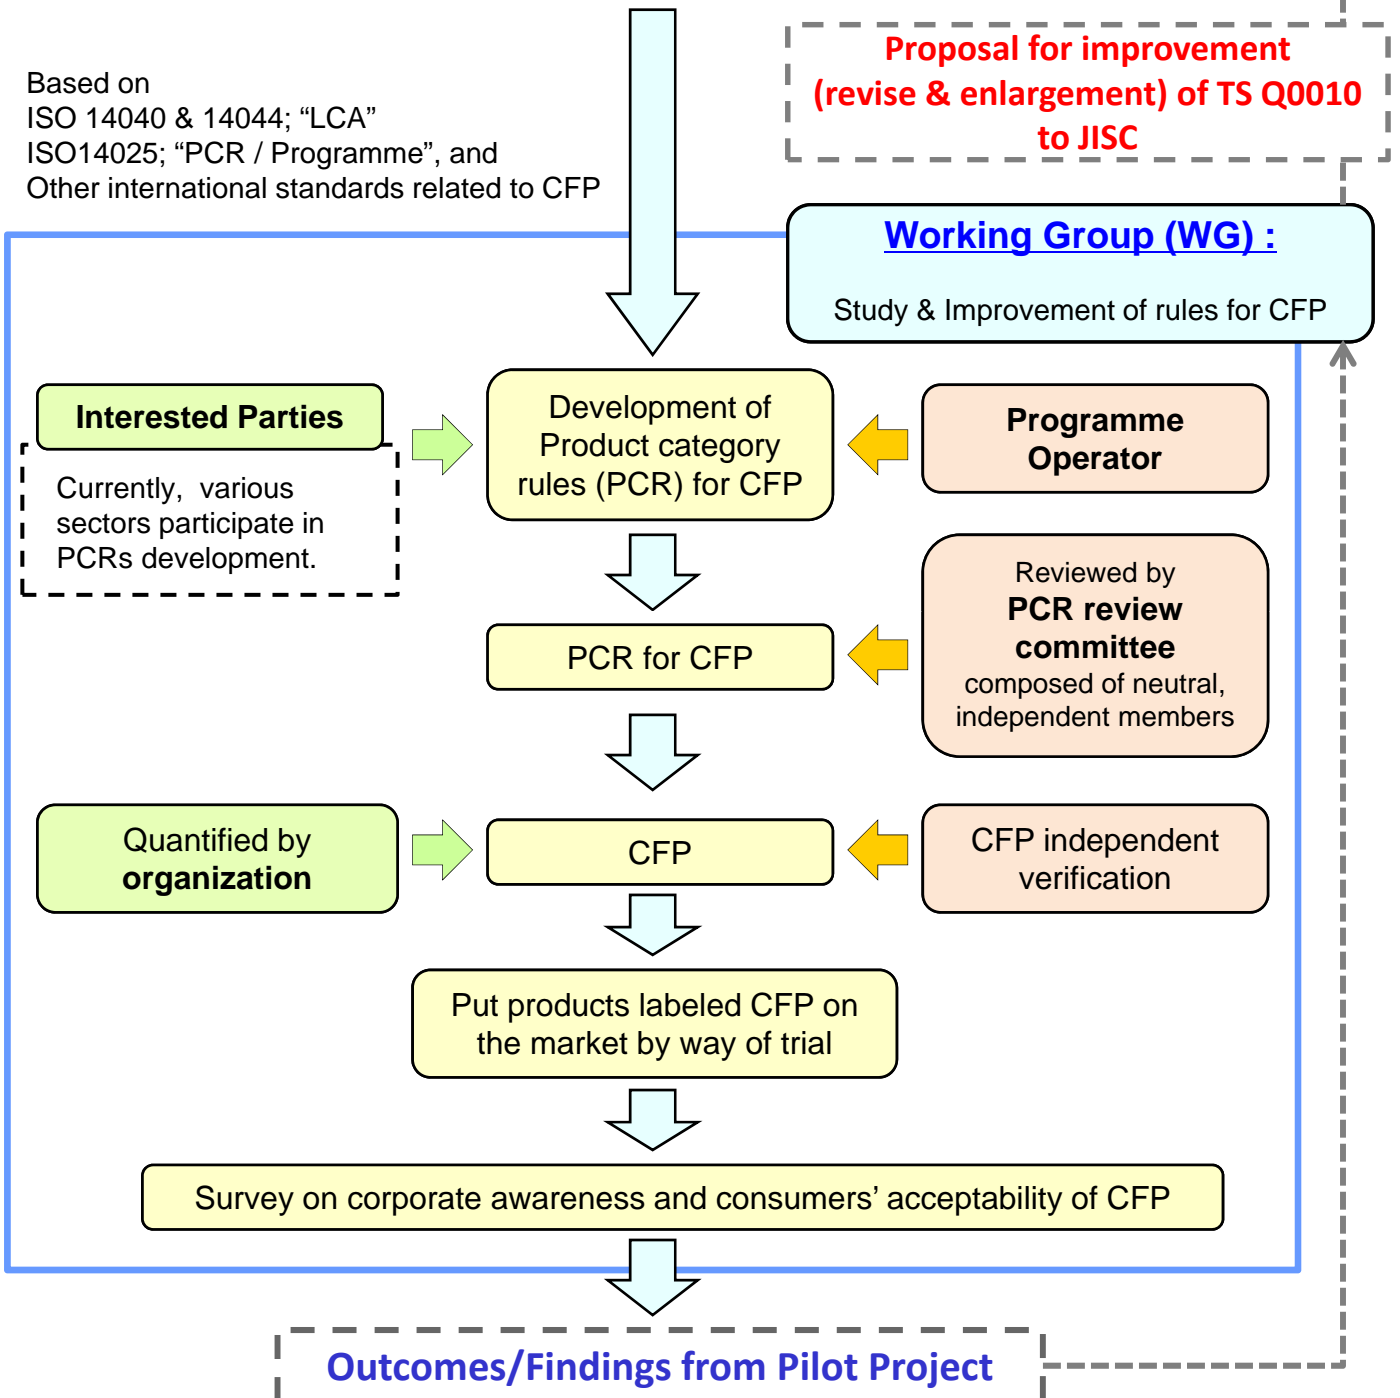 Based on
ISO 14040 & 14044; “LCA”
ISO14025; “PCR / Programme”, and
Other international standards related to CFP
Proposal for improvement
(revise & enlargement) of TS Q0010
to JISC
Working Group (WG) :
Study & Improvement of rules for CFP
Interested Parties
Currently, various
sectors participate in
PCRs development.
Development of
Product category
rules (PCR) for CFP
Programme
Operator
PCR for CFP
Reviewed by
PCR review
committee
composed of neutral,
independent members
Quantified by
organization
CFP
CFP independent
verification
Put products labeled CFP on
the market by way of trial
Survey on corporate awareness and consumers’ acceptability of CFP
Outcomes/Findings from Pilot Project